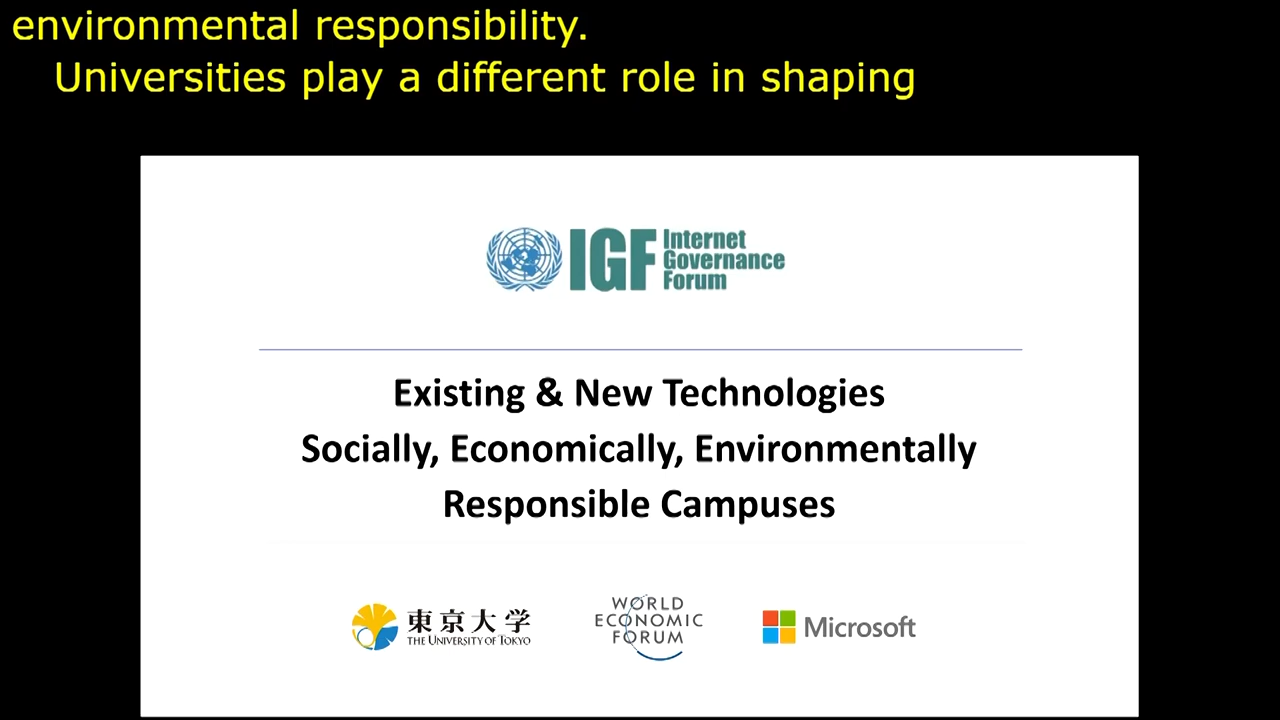 environmental responsibility.
Universities play a different role in shaping
IGF Internet Governance Forum
Existing & New Technologies
Socially, Economically, Environmentally
Responsible Campuses
東京大学
THE UNIVERSITY OF TOKYO
WORLD
ECONOMIC
FORUM
Microsoft